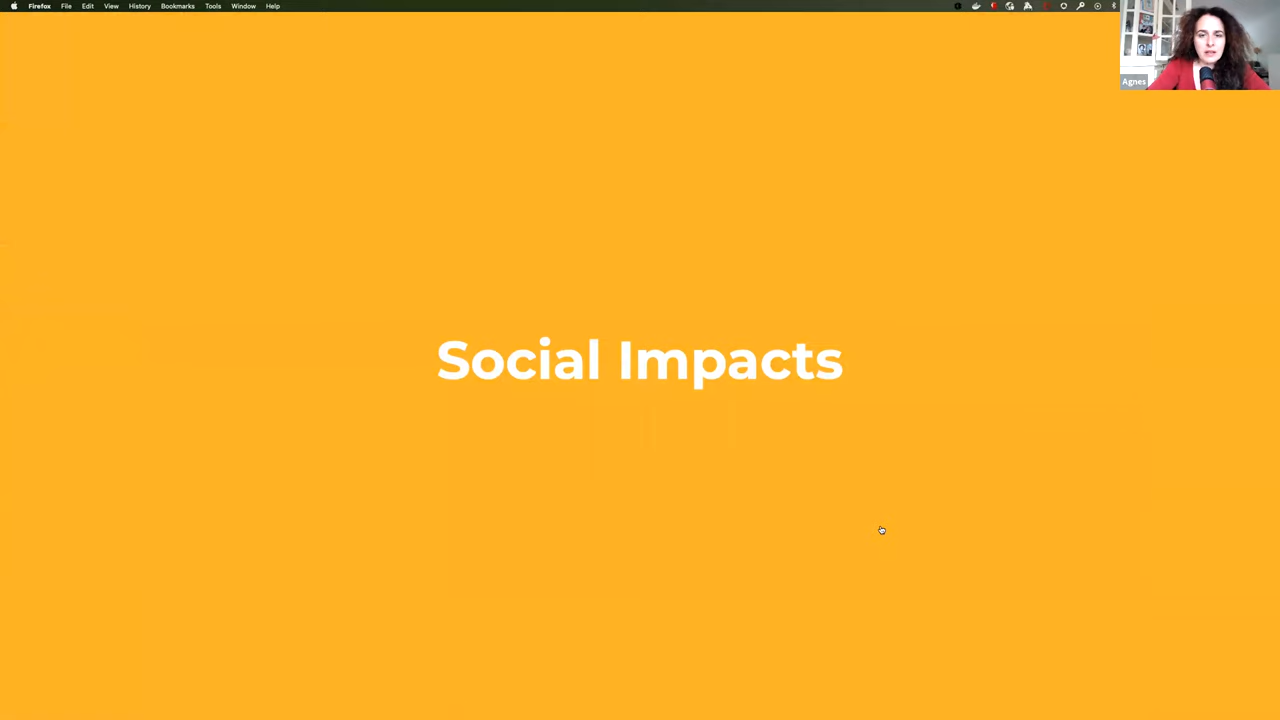 Firefox File Edit View History Bookmarks Tools Window Help
Agnes
Social Impacts